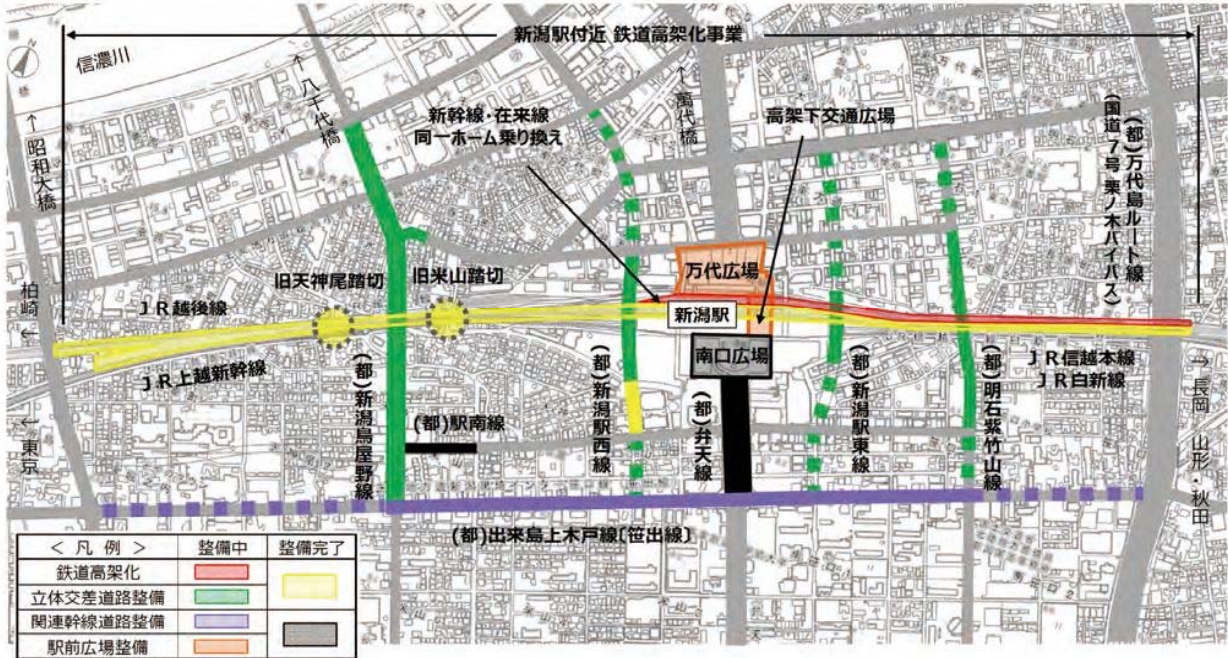 新潟駅付近 鉄道高架化事業
N
信濃川
→昭和大橋
→八千代橋
→萬代橋
万代町
新幹線・在来線
同一ホーム乗り換え
高架下交通広場
(都)万代島ルート線
(国道7号 栗ノ木バイパス)
万代広場
旧天神尾踏切
旧米山踏切
JR越後線
新潟駅
南口広場
柏崎←
JR上越新幹線
JR信越本線
JR白新線
(都)新潟鳥屋野線
(都)駅南線
(都)新潟駅西線
(都)弁天線
(都)新潟駅東線
(都)明石紫竹山線
←東京
→長岡 山形・秋田
(都)出来島上木戸線〔笹出線〕
<凡例> 整備中 整備完了
鉄道高架化
立体交差道路整備
関連幹線道路整備
駅前広場整備